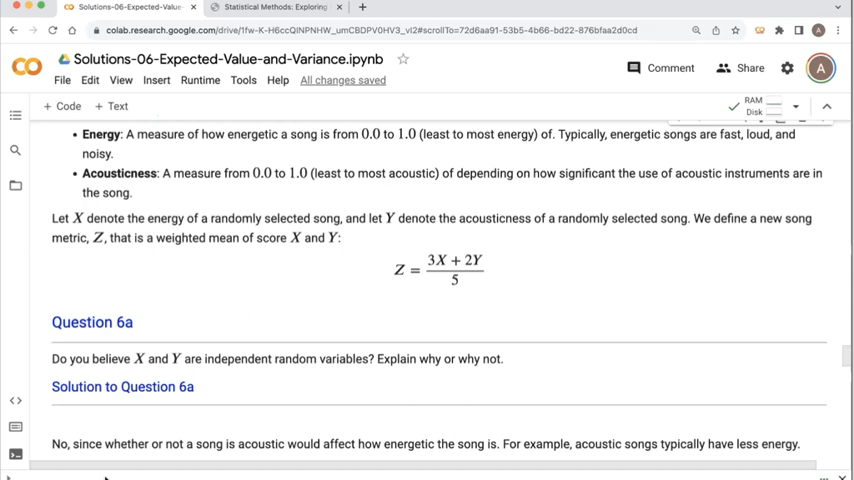 Solutions-06-Expected-Value-
Statistical Methods: Exploring
colab.research.google.com/drive/1fw-K-H6ccQlNPNHW_umCBDPV0HV3_vl2#scrollTo=72d6aa91-53b5-4b66-bd22-876bfaa2d0cd
A
CO
Solutions-06-Expected-Value-and-Variance.ipynb
File Edit View Insert Runtime Tools Help All changes saved
Comment
Share
A
+ Code + Text
RAM
Disk
• Energy: A measure of how energetic a song is from 0.0 to 1.0 (least to most energy) of. Typically, energetic songs are fast, loud, and
noisy.
• Acousticness: A measure from 0.0 to 1.0 (least to most acoustic) of depending on how significant the use of acoustic instruments are in
the song.
Let X denote the energy of a randomly selected song, and let Y denote the acousticness of a randomly selected song. We define a new song
metric, Z, that is a weighted mean of score X and Y:
Z = 3X + 2Y
5
Question 6a
Do you believe X and Y are independent random variables? Explain why or why not.
Solution to Question 6a
No, since whether or not a song is acoustic would affect how energetic the song is. For example, acoustic songs typically have less energy.